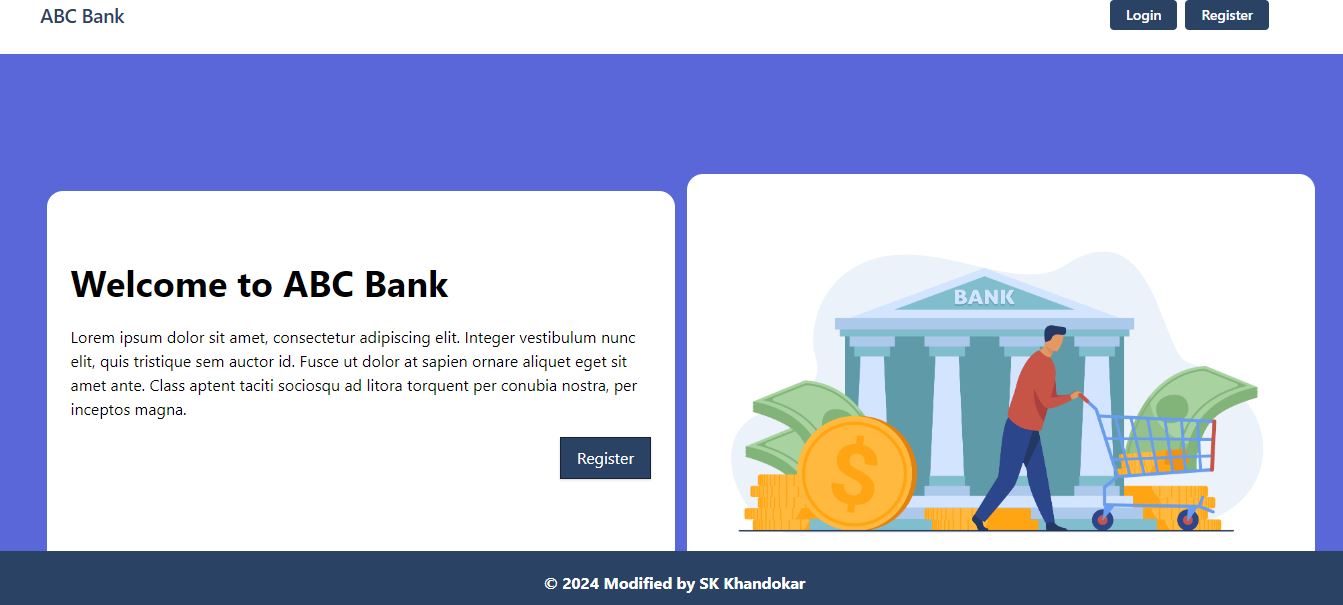 ABC Bank
Login
Register
Welcome to ABC Bank
Lorem ipsum dolor sit amet, consectetur adipiscing elit. Integer vestibulum nunc
elit, quis tristique sem auctor id. Fusce ut dolor at sapien ornare aliquet eget sit
amet ante. Class aptent taciti sociosqu ad litora torquent per conubia nostra, per
inceptos magna.
Register
BANK
$
© 2024 Modified by SK Khandokar